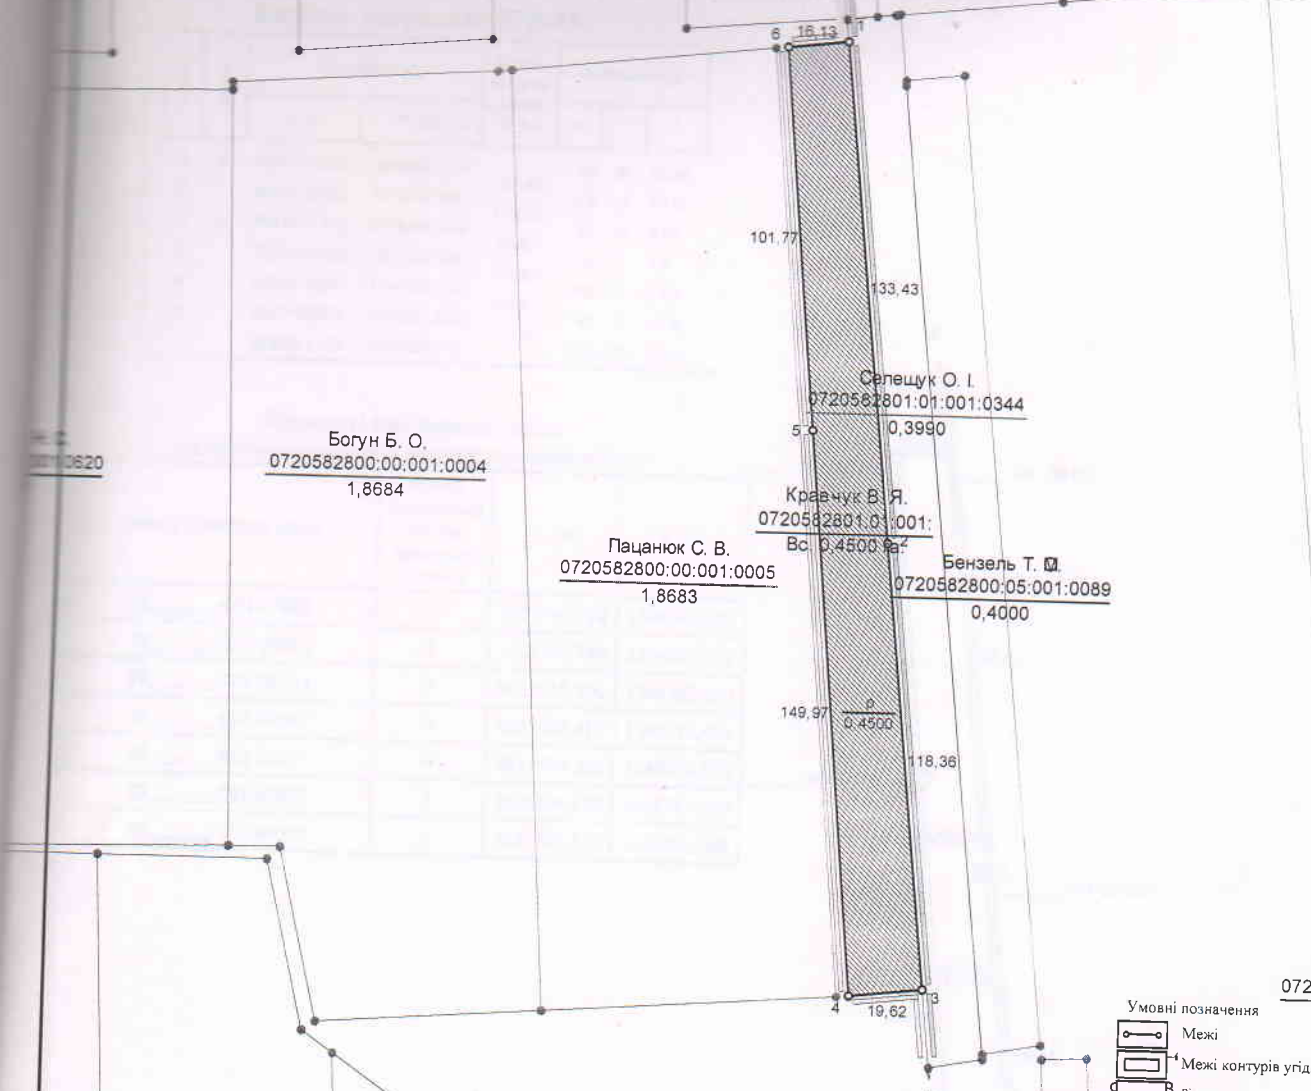 6
16,13
1
101,77
133,43
Селещук О. І.
0720582801:01:001:0344
0,3990
5
0620
Богун Б. О.
0720582800:00:001:0004
1,8684
Кравчук В. Я.
0720582801:01:001:
Вс. 0,4500 га.
2
Пацанюк С. В.
0720582800:00:001:0005
1,8683
Бензель Т. М.
0720582800:05:001:0089
0,4000
149,97
0,4500
118,36
4
19,62
3
072
Умовні позначення
Межі
Межі контурів угід